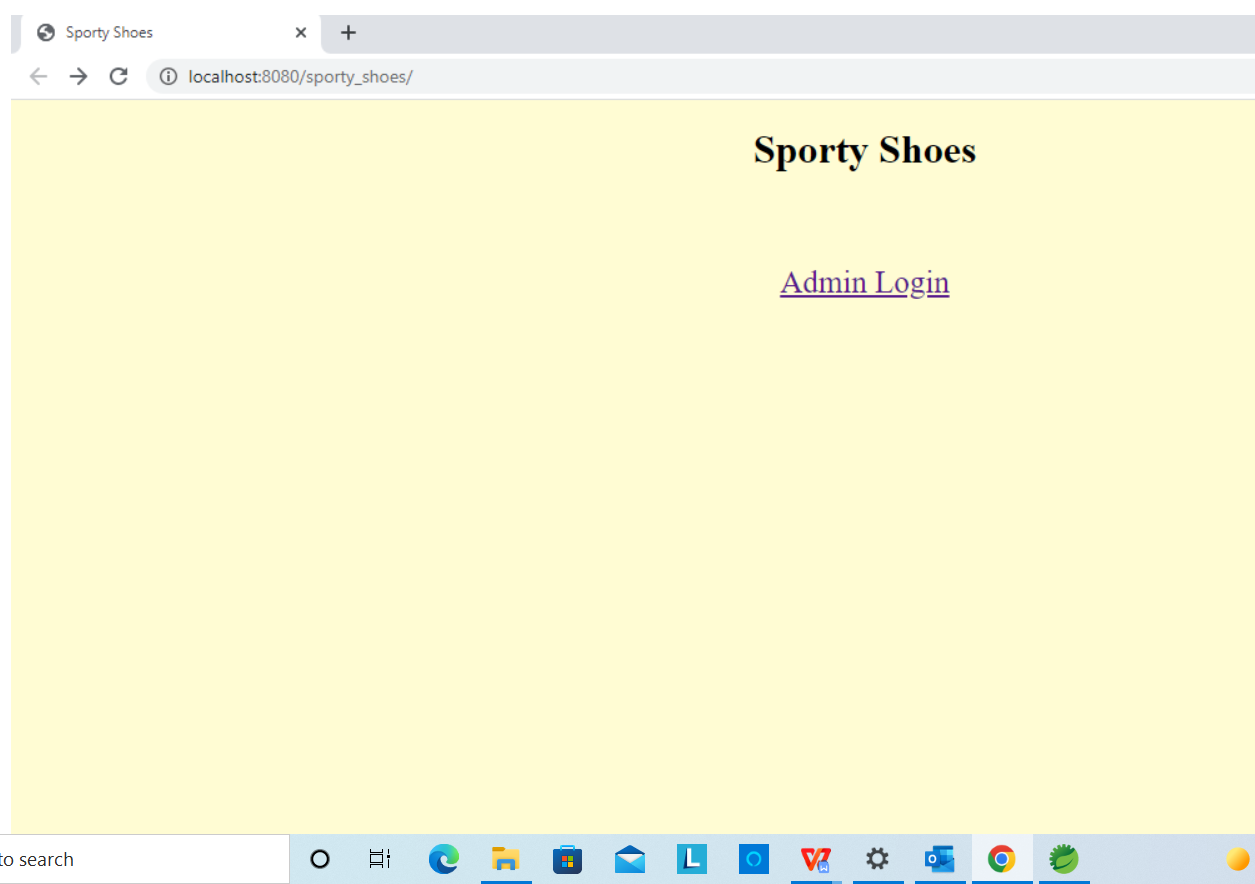 Sporty Shoes
localhost:8080/sporty_shoes/
Sporty Shoes
Admin Login
to search